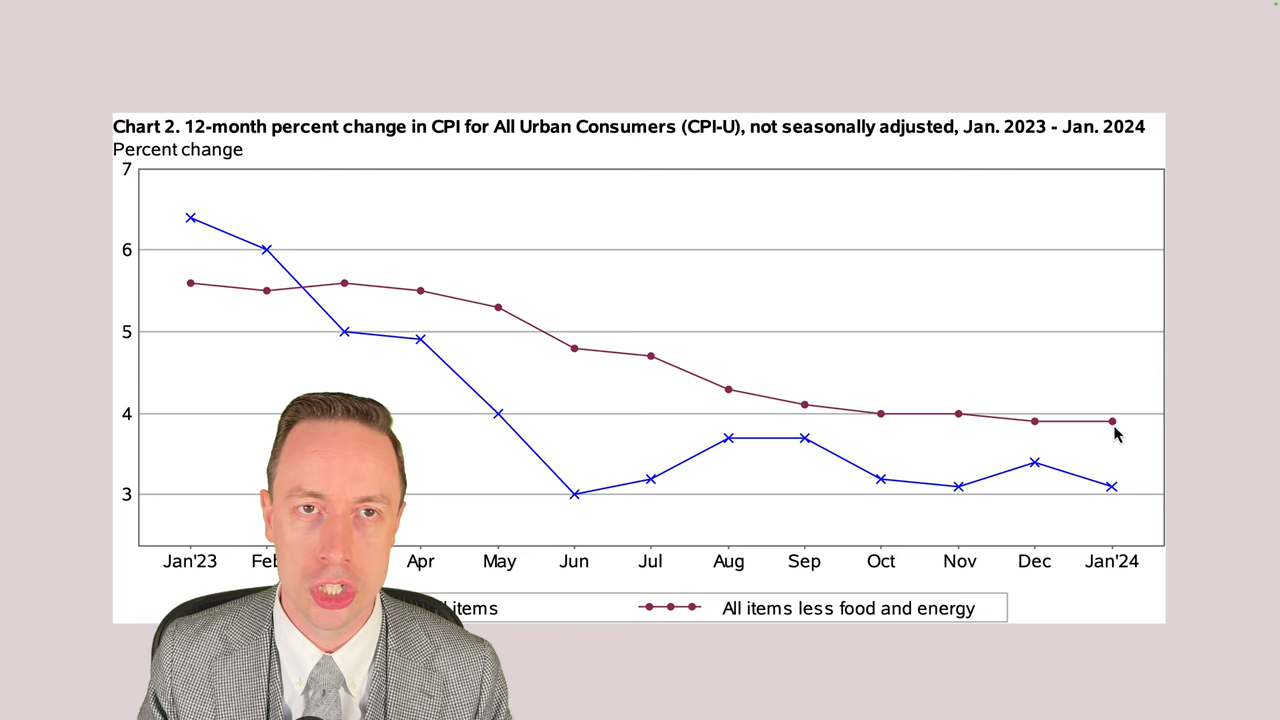 Chart 2. 12-month percent change in CPI for All Urban Consumers (CPI-U), not seasonally adjusted, Jan. 2023 - Jan. 2024
Percent change
7
6
5
4
3
Jan'23 Feb Apr May Jun Jul Aug Sep Oct Nov Dec Jan'24
items All items less food and energy